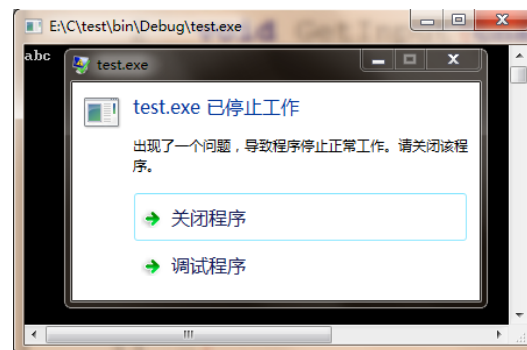 E:\C\test\bin\Debug\test.exe
abc
test.exe
test.exe 已停止工作
出现了一个问题，导致程序停止正常工作。请关闭该程
序。
关闭程序
调试程序